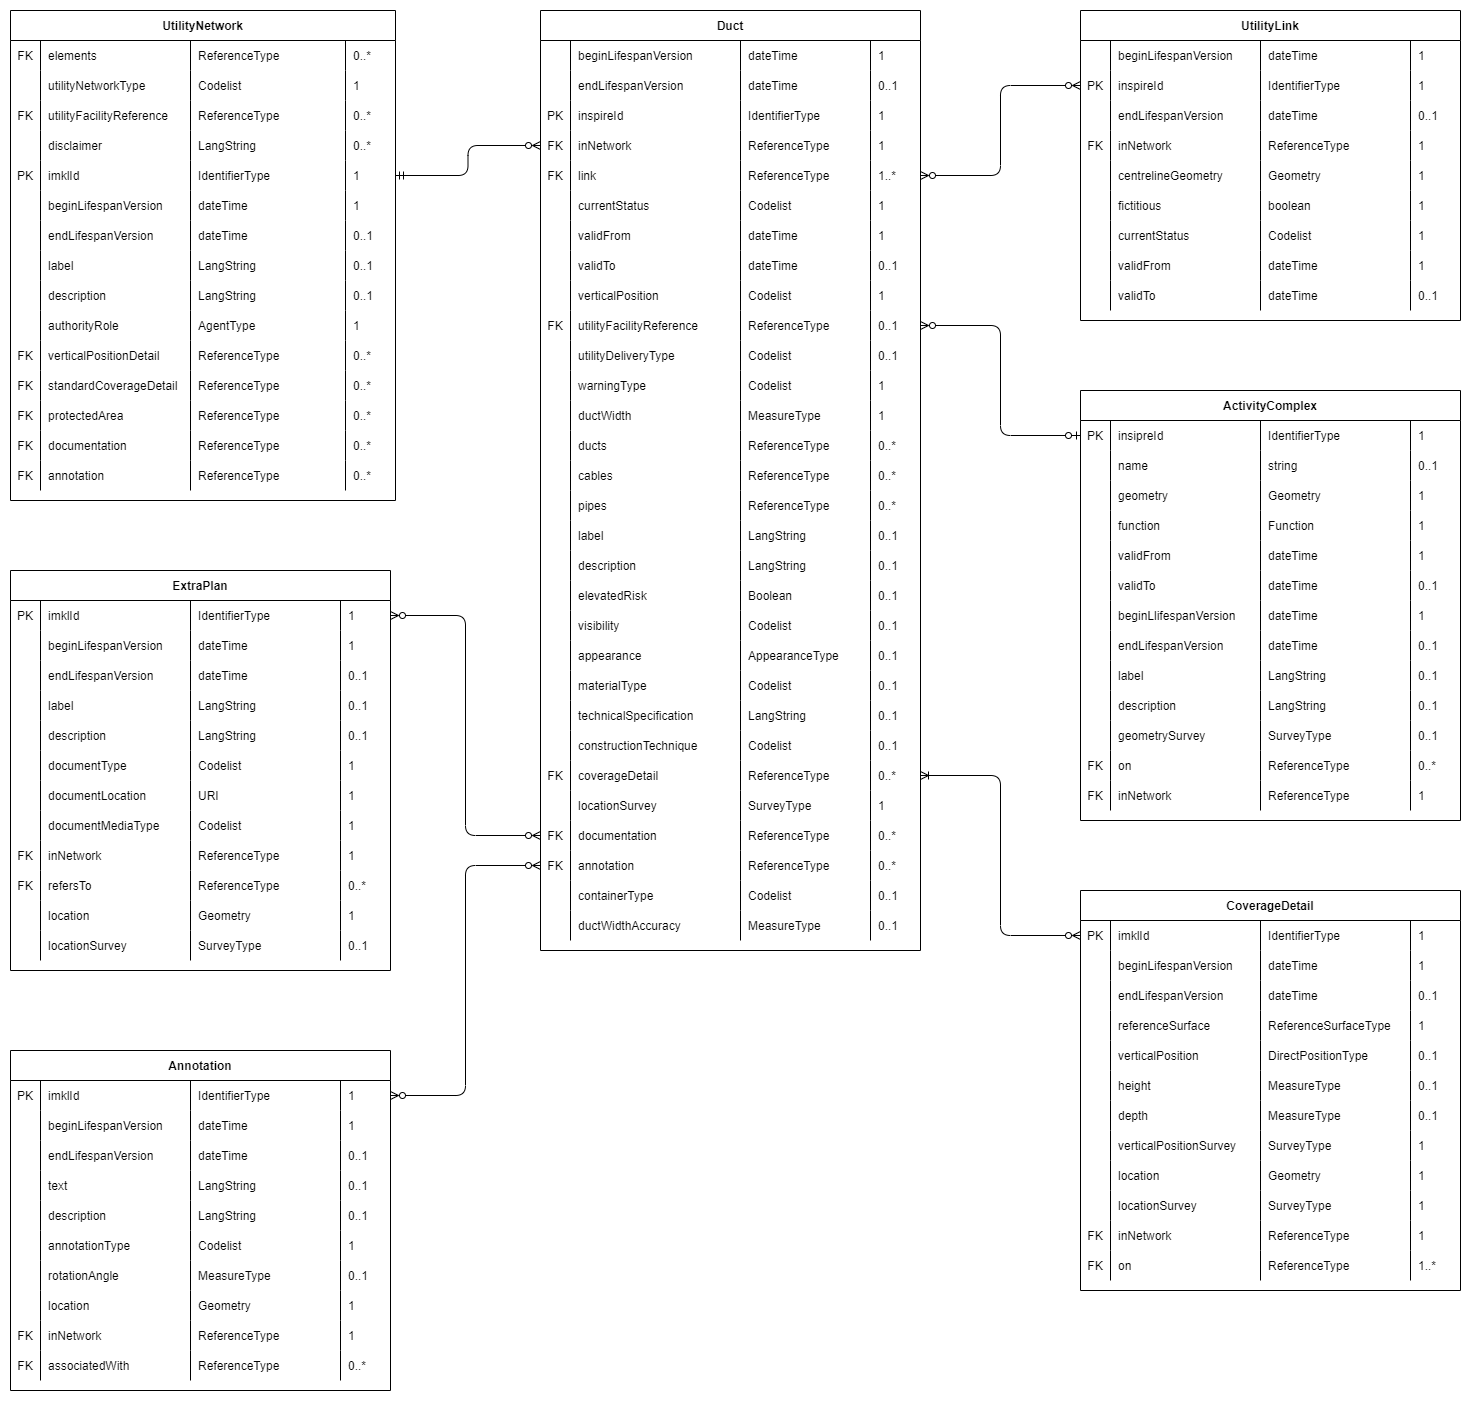 UtilityNetwork
FK elements ReferenceType 0..*
utilityNetworkType Codelist 1
FK utilityFacilityReference ReferenceType 0..*
disclaimer LangString 0..*
PK imklId IdentifierType 1
beginLifespanVersion dateTime 1
endLifespanVersion dateTime 0..1
label LangString 0..1
description LangString 0..1
authorityRole AgentType 1
FK verticalPositionDetail ReferenceType 0..*
FK standardCoverageDetail ReferenceType 0..*
FK protectedArea ReferenceType 0..*
FK documentation ReferenceType 0..*
FK annotation ReferenceType 0..*
ExtraPlan
PK imklId IdentifierType 1
beginLifespanVersion dateTime 1
endLifespanVersion dateTime 0..1
label LangString 0..1
description LangString 0..1
documentType Codelist 1
documentLocation URI 1
documentMediaType Codelist 1
FK inNetwork ReferenceType 1
FK refersTo ReferenceType 0..*
location Geometry 1
locationSurvey SurveyType 0..1
Annotation
PK imklId IdentifierType 1
beginLifespanVersion dateTime 1
endLifespanVersion dateTime 0..1
text LangString 0..1
description LangString 0..1
annotationType Codelist 1
rotationAngle MeasureType 0..1
location Geometry 1
FK inNetwork ReferenceType 1
FK associatedWith ReferenceType 0..*
Duct
beginLifespanVersion dateTime 1
endLifespanVersion dateTime 0..1
PK inspireId IdentifierType 1
FK inNetwork ReferenceType 1
FK link ReferenceType 1..*
currentStatus Codelist 1
validFrom dateTime 1
validTo dateTime 0..1
verticalPosition Codelist 1
FK utilityFacilityReference ReferenceType 0..1
utilityDeliveryType Codelist 0..1
warningType Codelist 1
ductWidth MeasureType 1
ducts ReferenceType 0..*
cables ReferenceType 0..*
pipes ReferenceType 0..*
label LangString 0..1
description LangString 0..1
elevatedRisk Boolean 0..1
visibility Codelist 0..1
appearance AppearanceType 0..1
materialType Codelist 0..1
technicalSpecification LangString 0..1
constructionTechnique Codelist 0..1
FK coverageDetail ReferenceType 0..*
locationSurvey SurveyType 1
FK documentation ReferenceType 0..*
FK annotation ReferenceType 0..*
containerType Codelist 0..1
ductWidthAccuracy MeasureType 0..1
UtilityLink
beginLifespanVersion dateTime 1
PK inspireId IdentifierType 1
endLifespanVersion dateTime 0..1
FK inNetwork ReferenceType 1
centrelineGeometry Geometry 1
fictitious boolean 1
currentStatus Codelist 1
validFrom dateTime 1
validTo dateTime 0..1
ActivityComplex
PK insipreId IdentifierType 1
name string 0..1
geometry Geometry 1
function Function 1
validFrom dateTime 1
validTo dateTime 0..1
beginLlifespanVersion dateTime 1
endLifespanVersion dateTime 0..1
label LangString 0..1
description LangString 0..1
geometrySurvey SurveyType 0..1
FK on ReferenceType 0..*
FK inNetwork ReferenceType 1
CoverageDetail
PK imklId IdentifierType 1
beginLifespanVersion dateTime 1
endLifespanVersion dateTime 0..1
referenceSurface ReferenceSurfaceType 1
verticalPosition DirectPositionType 0..1
height MeasureType 0..1
depth MeasureType 0..1
verticalPositionSurvey SurveyType 1
location Geometry 1
locationSurvey SurveyType 1
FK inNetwork ReferenceType 1
FK on ReferenceType 1..*